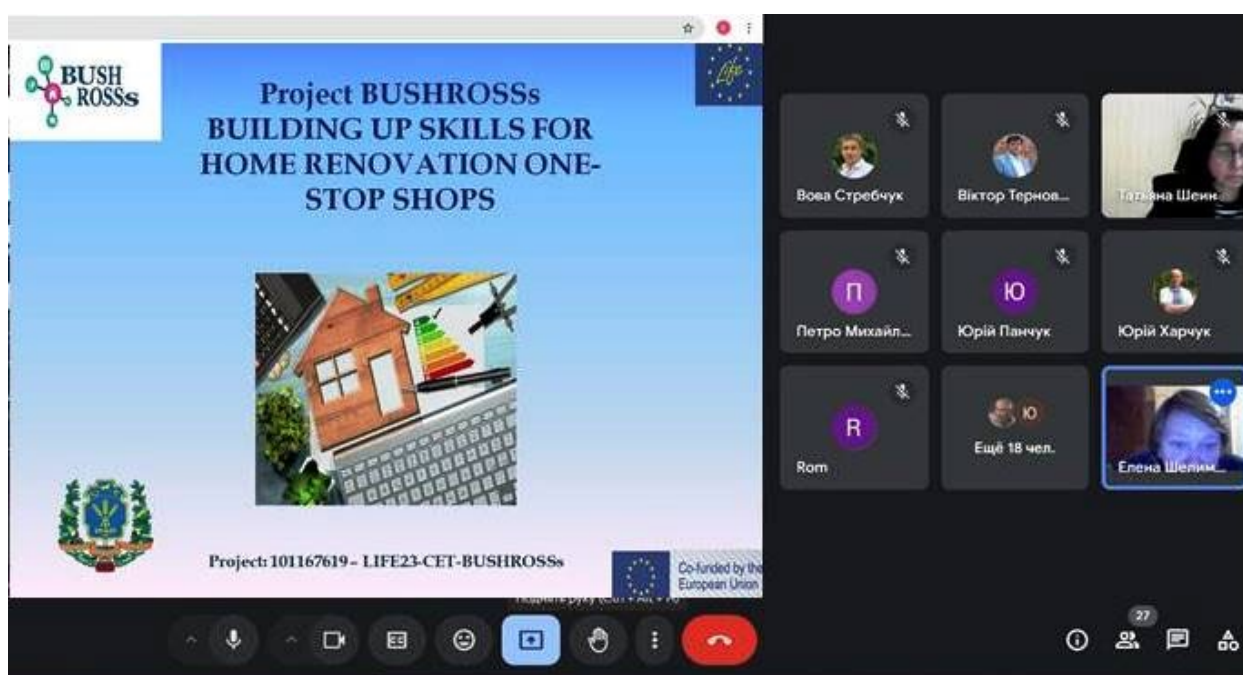 BUSH
ROSSs
Life
Project BUSHROSSs
BUILDING UP SKILLS FOR
HOME RENOVATION ONE-
STOP SHOPS
Project: 101167619 – LIFE23-CET-BUSHROSSs
Co-funded by the
European Union
Вова Стребчук
Віктор Тернов...
Татьяна Шеин
П
Петро Михайл...
Ю
Юрій Панчук
Юрій Харчук
R
Rom
Ю
Ещё 18 чел.
Елена Шелим...
27